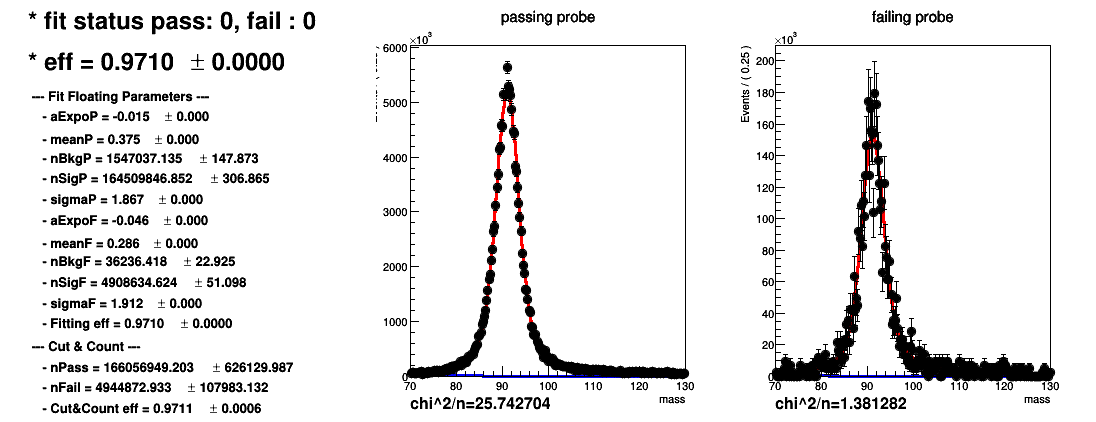 * fit status pass: 0, fail : 0
* eff = 0.9710 ± 0.0000
--- Fit Floating Parameters ---
- aExpoP = -0.015 ± 0.000
- meanP = 0.375 ± 0.000
- nBkgP = 1547037.135 ± 147.873
- nSigP = 164509846.852 ± 306.865
- sigmaP = 1.867 ± 0.000
- aExpoF = -0.046 ± 0.000
- meanF = 0.286 ± 0.000
- nBkgF = 36236.418 ± 22.925
- nSigF = 4908634.624 ± 51.098
- sigmaF = 1.912 ± 0.000
- Fitting eff = 0.9710 ± 0.0000
--- Cut & Count ---
- nPass = 166056949.203 ± 626129.987
- nFail = 4944872.933 ± 107983.132
- Cut&Count eff = 0.9711 ± 0.0006
passing probe
×10³
6000
5000
4000
3000
2000
1000
0
70 80 90 100 110 120 130
mass
chi^2/n=25.742704
failing probe
×10³
Events / ( 0.25 )
200
180
160
140
120
100
80
60
40
20
0
70 80 90 100 110 120 130
mass
chi^2/n=1.381282